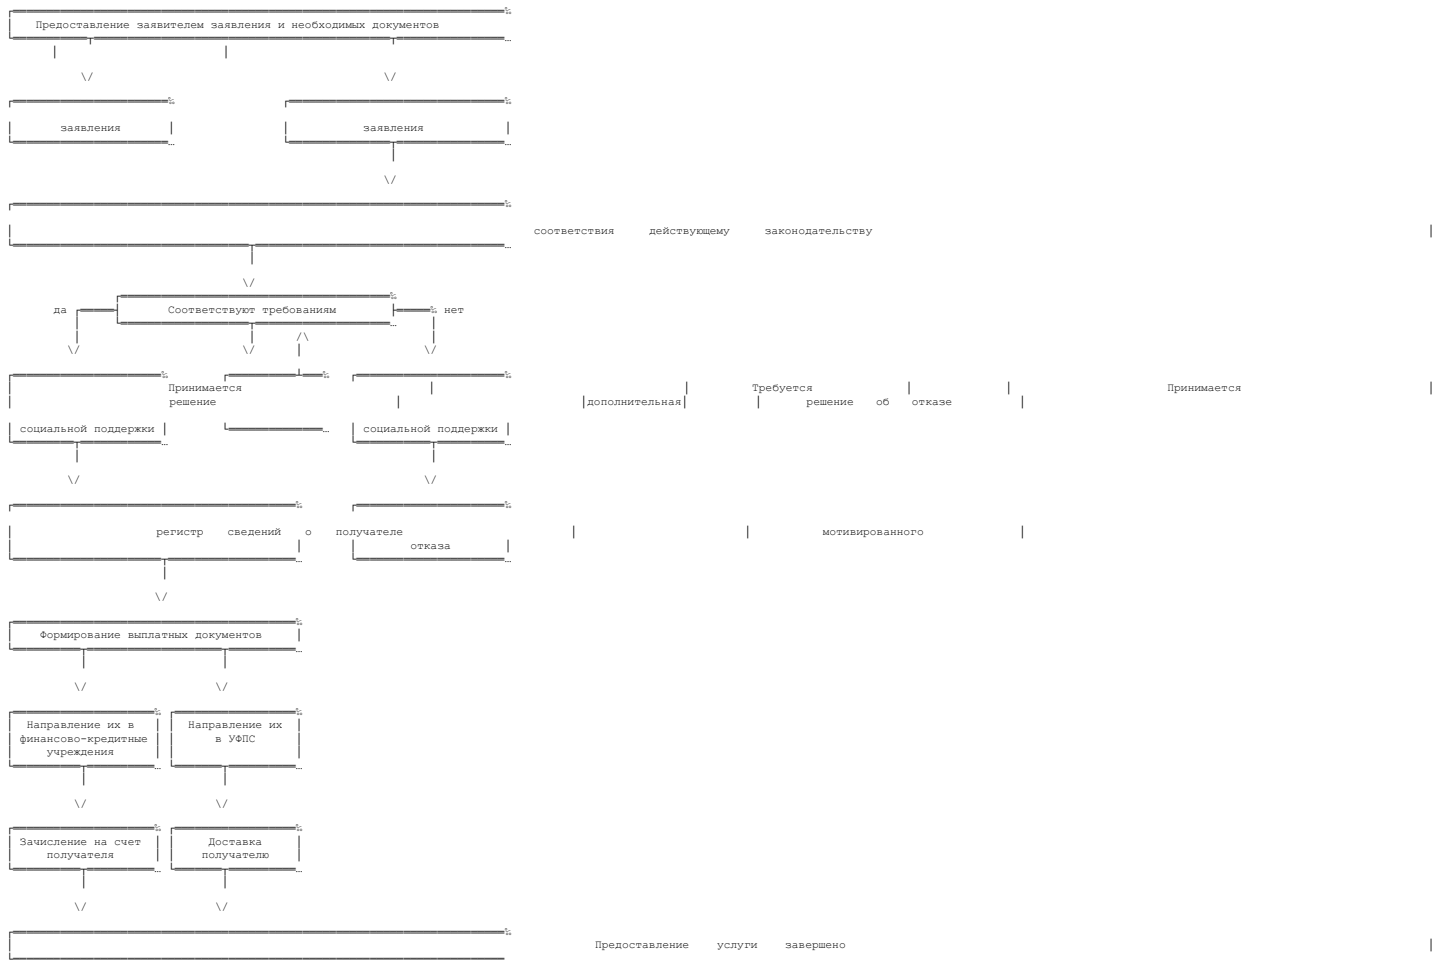 Предоставление заявителем заявления и необходимых документов
заявления заявления
соответствия действующему законодательству
да Соответствуют требованиям нет
Принимается Требуется Принимается
решение дополнительная решение об отказе
социальной поддержки социальной поддержки
регистр сведений о получателе мотивированного
отказа
Формирование выплатных документов
Направление их в Направление их
финансово-кредитные в УФПС
учреждения
Зачисление на счет Доставка
получателя получателю
Предоставление услуги завершено